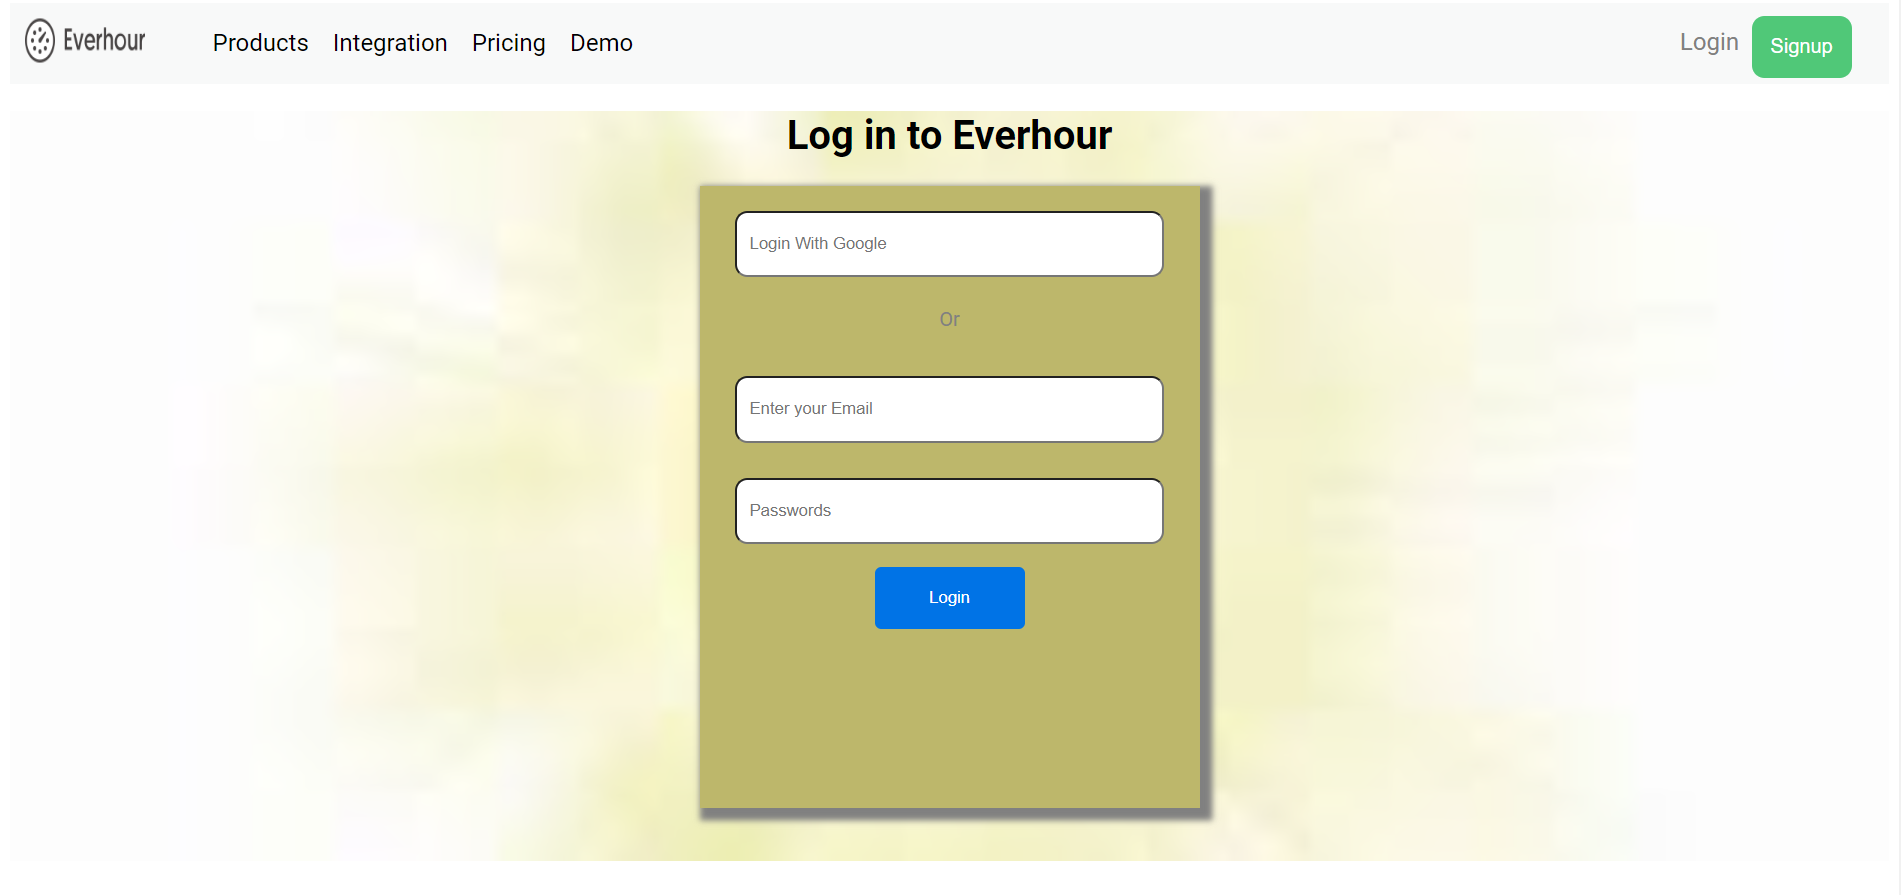 Everhour Products Integration Pricing Demo Login Signup
Log in to Everhour
Login With Google
Or
Enter your Email
Passwords
Login